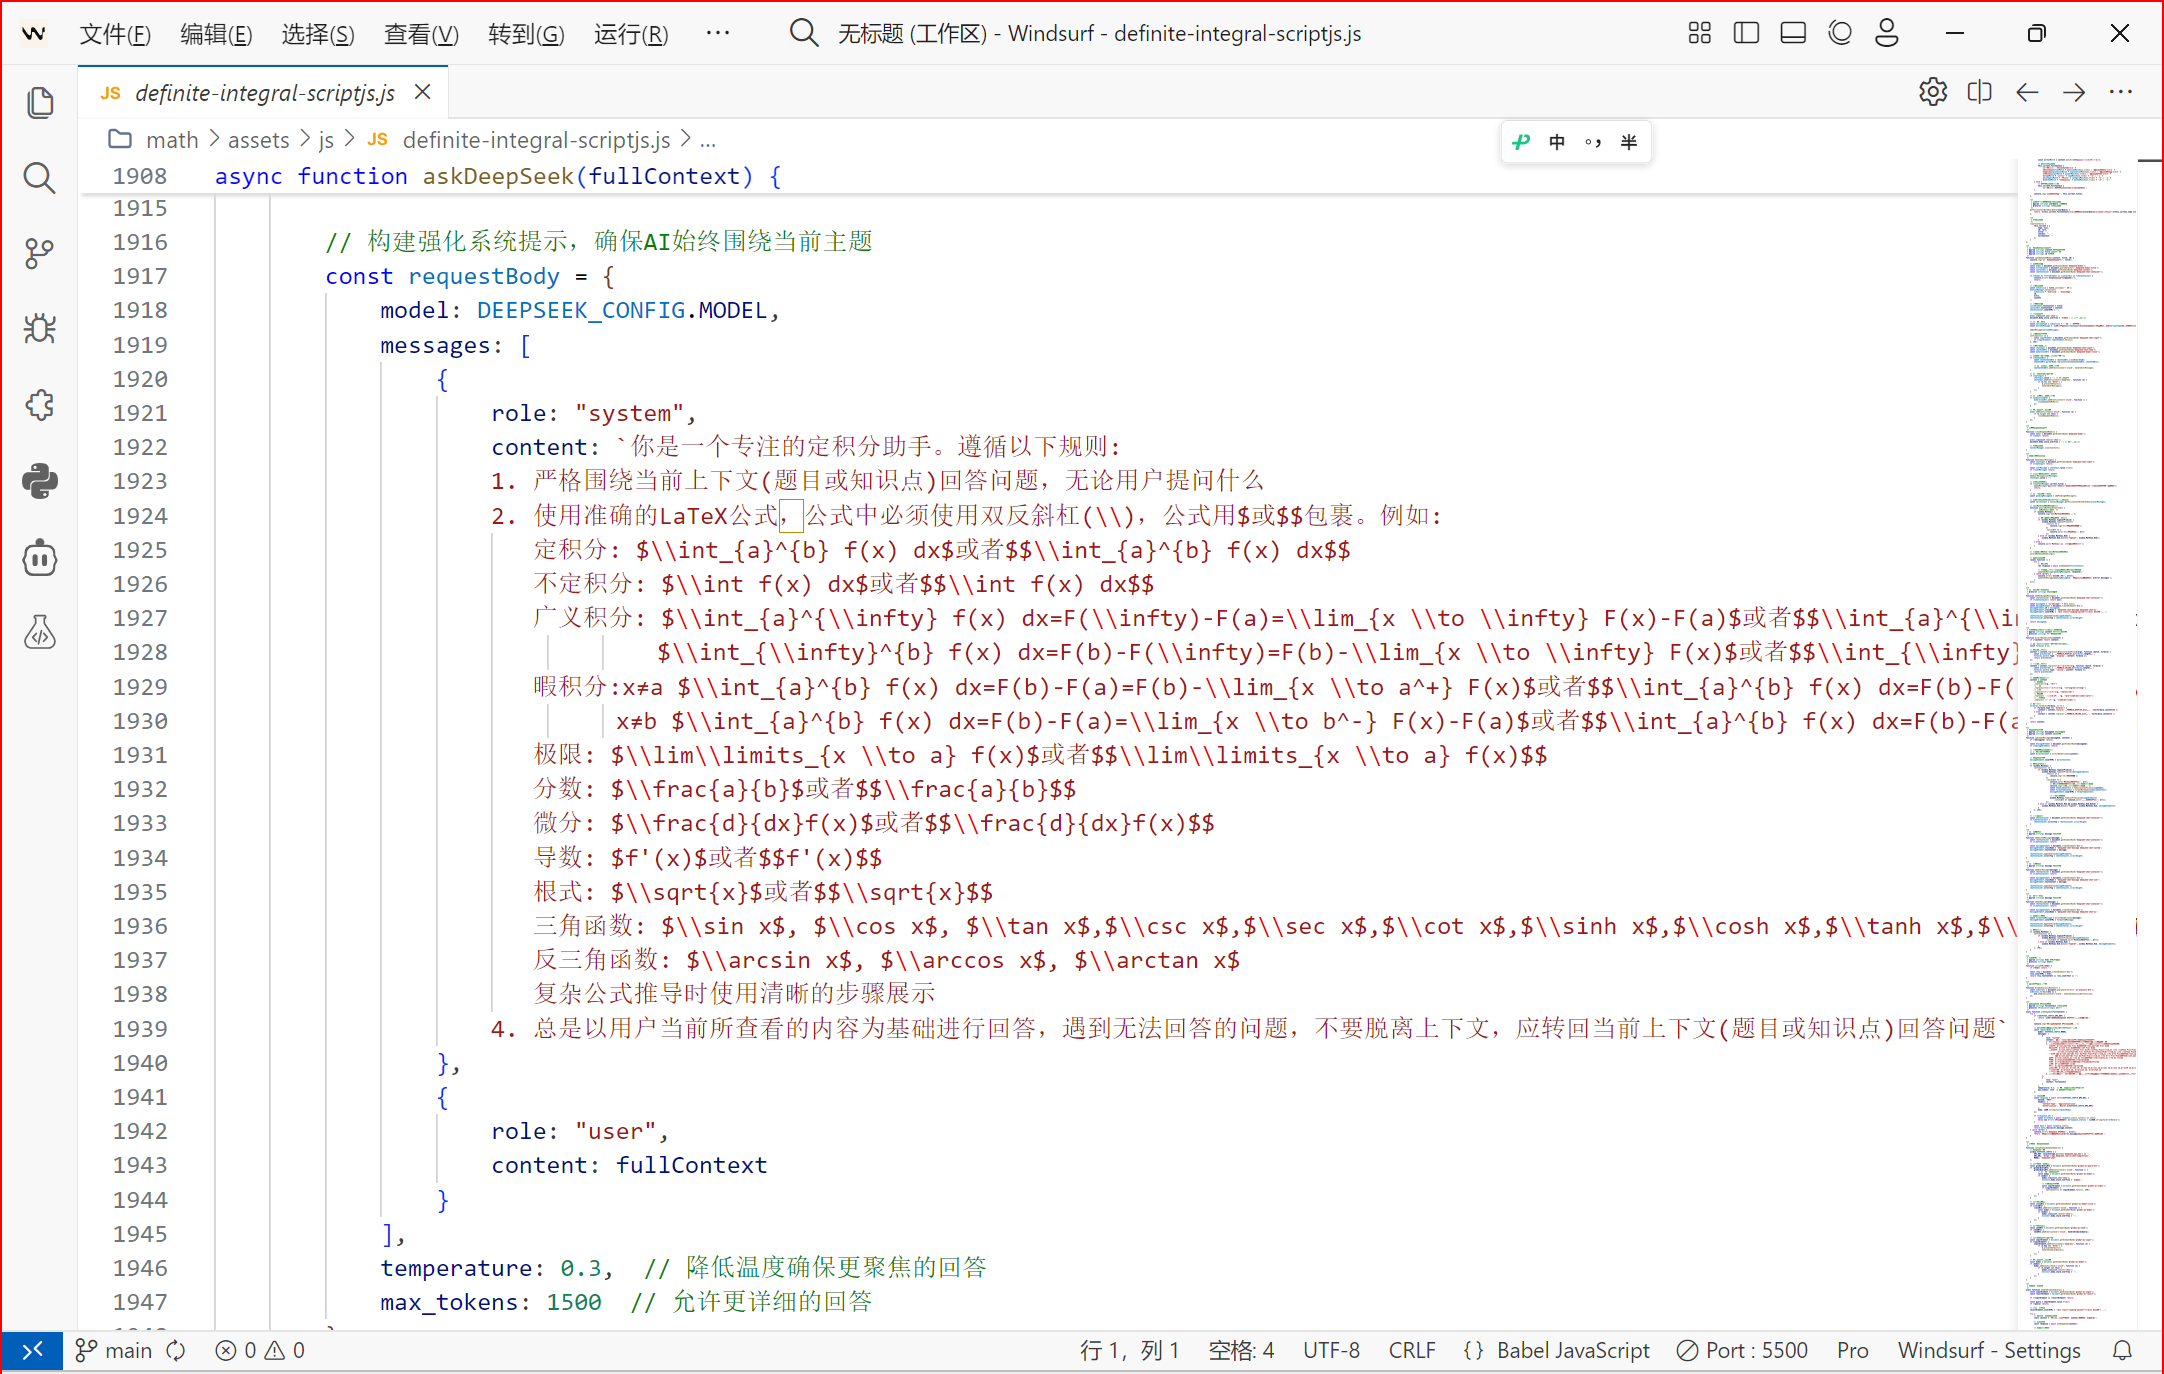 文件(F) 编辑(E) 选择(S) 查看(V) 转到(G) 运行(R) ··· 无标题 (工作区) - Windsurf - definite-integral-scriptjs.js
JS definite-integral-scriptjs.js
math > assets > js > JS definite-integral-scriptjs.js > ...
中 °, 半
1908 async function askDeepSeek(fullContext) {
1915
1916 // 构建强化系统提示，确保AI始终围绕当前主题
1917 const requestBody = {
1918 model: DEEPSEEK_CONFIG.MODEL,
1919 messages: [
1920 {
1921 role: "system",
1922 content: `你是一个专注的定积分助手。遵循以下规则：
1923 1. 严格围绕当前上下文(题目或知识点)回答问题，无论用户提问什么
1924 2. 使用准确的LaTeX公式，公式中必须使用双反斜杠(\\)，公式用$或$$包裹。例如：
1925 定积分: $\\int_{a}^{b} f(x) dx$或者$$\\int_{a}^{b} f(x) dx$$
1926 不定积分: $\\int f(x) dx$或者$$\\int f(x) dx$$
1927 广义积分: $\\int_{a}^{\\infty} f(x) dx=F(\\infty)-F(a)=\\lim_{x \\to \\infty} F(x)-F(a)$或者$$\\int_{a}^{\\in
1928 $\\int_{\\infty}^{b} f(x) dx=F(b)-F(\\infty)=F(b)-\\lim_{x \\to \\infty} F(x)$或者$$\\int_{\\infty}
1929 暇积分:x≠a $\\int_{a}^{b} f(x) dx=F(b)-F(a)=F(b)-\\lim_{x \\to a^+} F(x)$或者$$\\int_{a}^{b} f(x) dx=F(b)-F(
1930 x≠b $\\int_{a}^{b} f(x) dx=F(b)-F(a)=\\lim_{x \\to b^-} F(x)-F(a)$或者$$\\int_{a}^{b} f(x) dx=F(b)-F(a
1931 极限: $\\lim\\limits_{x \\to a} f(x)$或者$$\\lim\\limits_{x \\to a} f(x)$$
1932 分数: $\\frac{a}{b}$或者$$\\frac{a}{b}$$
1933 微分: $\\frac{d}{dx}f(x)$或者$$\\frac{d}{dx}f(x)$$
1934 导数: $f'(x)$或者$$f'(x)$$
1935 根式: $\\sqrt{x}$或者$$\\sqrt{x}$$
1936 三角函数: $\\sin x$, $\\cos x$, $\\tan x$,$\\csc x$,$\\sec x$,$\\cot x$,$\\sinh x$,$\\cosh x$,$\\tanh x$,$\\
1937 反三角函数: $\\arcsin x$, $\\arccos x$, $\\arctan x$
1938 复杂公式推导时使用清晰的步骤展示
1939 4. 总是以用户当前所查看的内容为基础进行回答，遇到无法回答的问题，不要脱离上下文，应转回当前上下文(题目或知识点)回答问题`
1940 },
1941 {
1942 role: "user",
1943 content: fullContext
1944 }
1945 ],
1946 temperature: 0.3, // 降低温度确保更聚焦的回答
1947 max_tokens: 1500 // 允许更详细的回答
main 0 0 行 1，列 1 空格: 4 UTF-8 CRLF {} Babel JavaScript Port : 5500 Pro Windsurf - Settings